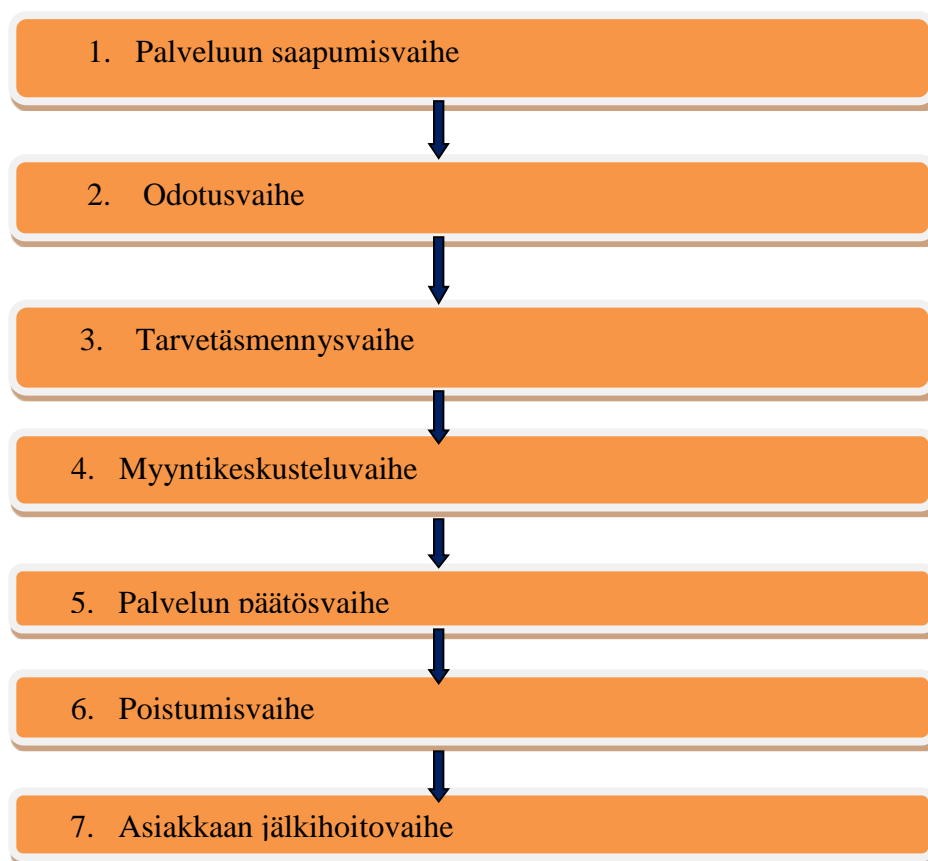 1. Palveluun saapumisvaihe
2. Odotusvaihe
3. Tarvetäsmennysvaihe
4. Myyntikeskusteluvaihe
5. Palvelun päätösvaihe
6. Poistumisvaihe
7. Asiakkaan jälkihoitovaihe